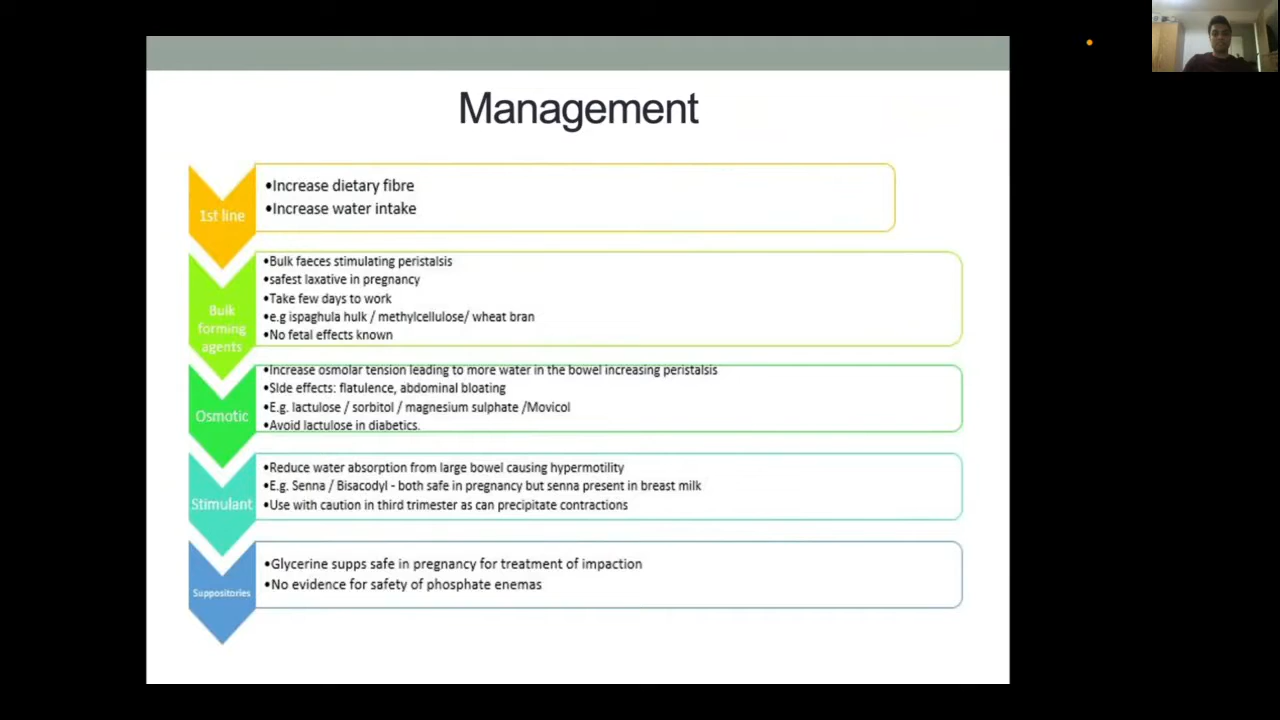 Management
1st line
•Increase dietary fibre
•Increase water intake
Bulk
forming
agents
•Bulk faeces stimulating peristalsis
•safest laxative in pregnancy
•Take few days to work
•e.g ispaghula hulk / methylcellulose/ wheat bran
•No fetal effects known
Osmotic
•Increase osmolar tension leading to more water in the bowel increasing peristalsis
•SIde effects: flatulence, abdominal bloating
•E.g. lactulose / sorbitol / magnesium sulphate /Movicol
•Avoid lactulose in diabetics.
Stimulant
•Reduce water absorption from large bowel causing hypermotility
•E.g. Senna / Bisacodyl - both safe in pregnancy but senna present in breast milk
•Use with caution in third trimester as can precipitate contractions
Suppositories
•Glycerine supps safe in pregnancy for treatment of impaction
•No evidence for safety of phosphate enemas